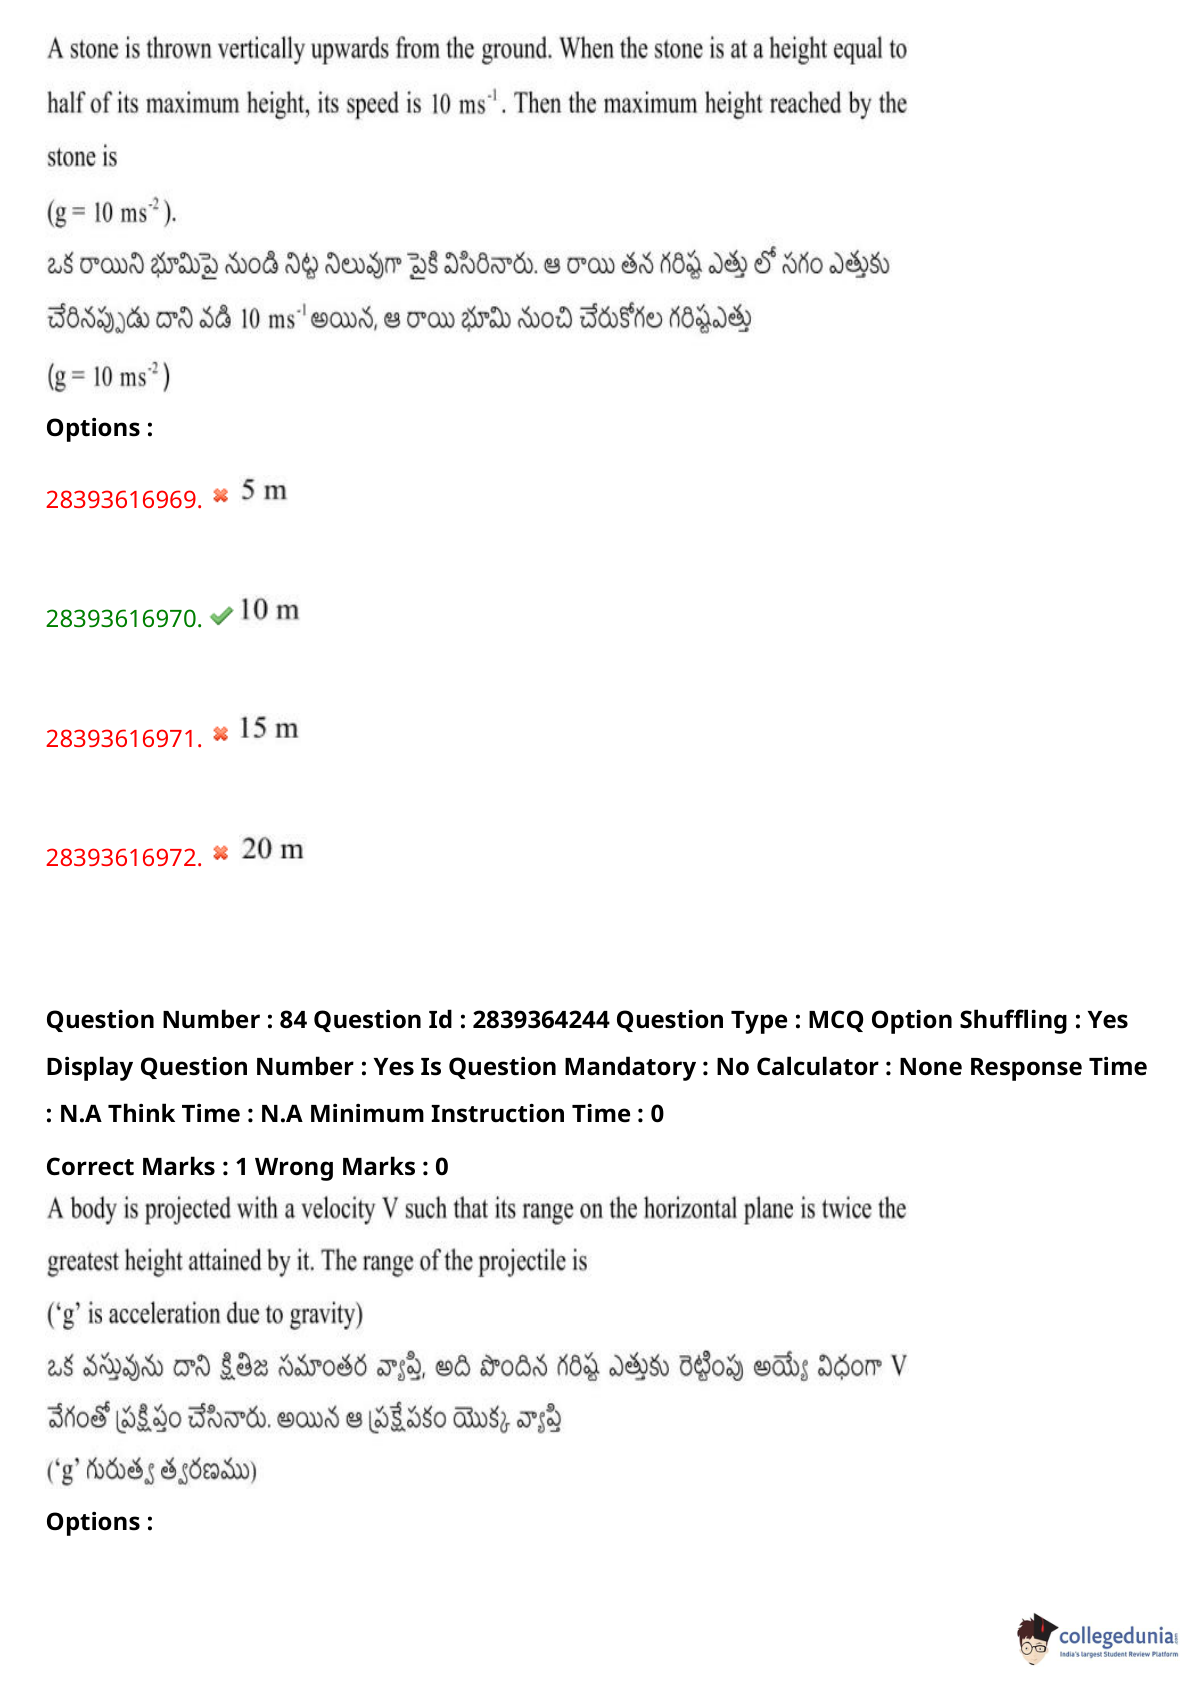 A stone is thrown vertically upwards from the ground. When the stone is at a height equal to
half of its maximum height, its speed is 10 ms⁻¹. Then the maximum height reached by the
stone is
(g = 10 ms⁻²).
ఒక రాయిని భూమిపై నుండి నిట్ట నిలువుగా పైకి విసిరినారు. ఆ రాయి తన గరిష్ట ఎత్తు లో సగం ఎత్తుకు
చేరినప్పుడు దాని వడి 10 ms⁻¹ అయిన, ఆ రాయి భూమి నుంచి చేరుకోగల గరిష్టఎత్తు
(g = 10 ms⁻²)
Options :
28393616969. ✖ 5 m
28393616970. ✔ 10 m
28393616971. ✖ 15 m
28393616972. ✖ 20 m
Question Number : 84 Question Id : 2839364244 Question Type : MCQ Option Shuffling : Yes
Display Question Number : Yes Is Question Mandatory : No Calculator : None Response Time
: N.A Think Time : N.A Minimum Instruction Time : 0
Correct Marks : 1 Wrong Marks : 0
A body is projected with a velocity V such that its range on the horizontal plane is twice the
greatest height attained by it. The range of the projectile is
(‘g’ is acceleration due to gravity)
ఒక వస్తువును దాని క్షితిజ సమాంతర వ్యాప్తి, అది పొందిన గరిష్ట ఎత్తుకు రెట్టింపు అయ్యే విధంగా V
వేగంతో ప్రక్షిప్తం చేసినారు. అయిన ఆ ప్రక్షేపకం యొక్క వ్యాప్తి
(‘g’ గురుత్వ త్వరణము)
Options :
collegedunia
India's largest Student Review Platform